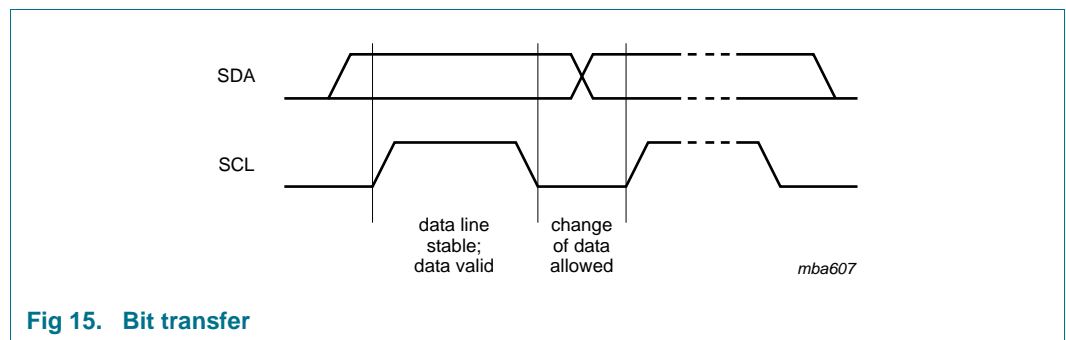 SDA
SCL
data line
stable;
data valid
change
of data
allowed
mba607
Fig 15. Bit transfer